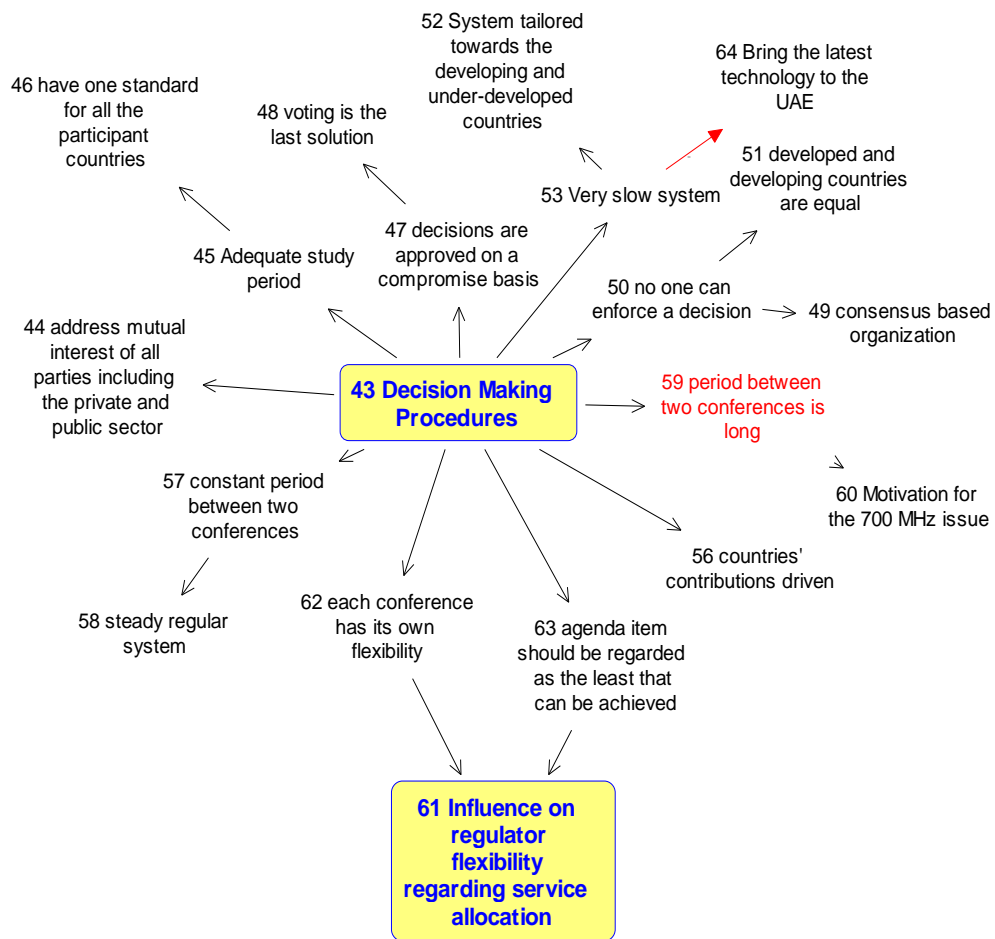 52 System tailored
towards the
developing and
under-developed
countries
64 Bring the latest
technology to the
UAE
46 have one standard
for all the
participant
countries
48 voting is the
last solution
51 developed and
developing countries
are equal
53 Very slow system
47 decisions are
approved on a
compromise basis
45 Adequate study
period
50 no one can
enforce a decision
49 consensus based
organization
44 address mutual
interest of all
parties including
the private and
public sector
43 Decision Making
Procedures
59 period between
two conferences is
long
57 constant period
between two
conferences
60 Motivation for
the 700 MHz issue
56 countries'
contributions driven
58 steady regular
system
62 each conference
has its own
flexibility
63 agenda item
should be regarded
as the least that
can be achieved
61 Influence on
regulator
flexibility
regarding service
allocation